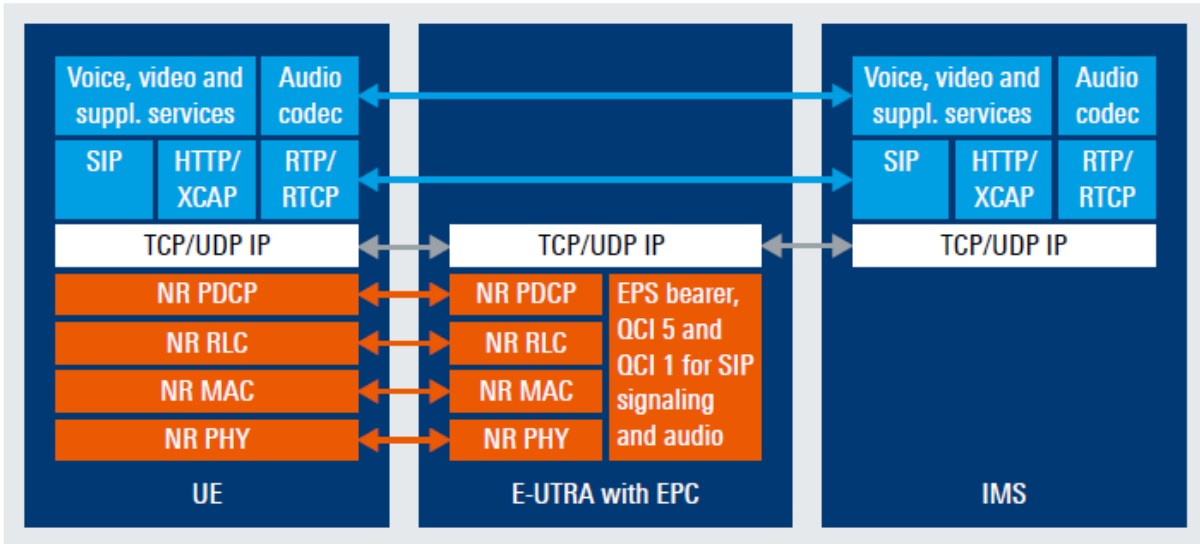 Voice, video and
suppl. services
Audio
codec
SIP
HTTP/
XCAP
RTP/
RTCP
TCP/UDP IP
NR PDCP
NR RLC
NR MAC
NR PHY
UE
TCP/UDP IP
NR PDCP
NR RLC
NR MAC
NR PHY
EPS bearer,
QCI 5 and
QCI 1 for SIP
signaling
and audio
E-UTRA with EPC
Voice, video and
suppl. services
Audio
codec
SIP
HTTP/
XCAP
RTP/
RTCP
TCP/UDP IP
IMS